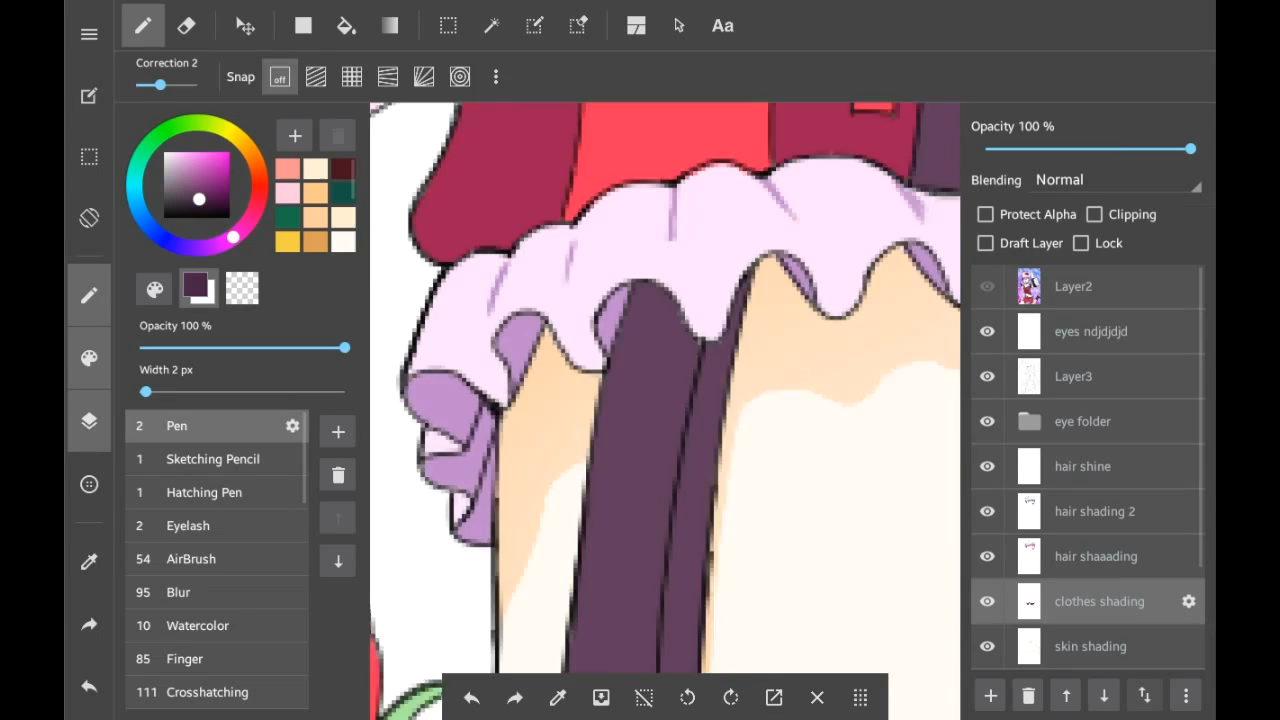 Aa
Correction 2
Snap
off
Opacity 100 %
Width 2 px
2 Pen
1 Sketching Pencil
1 Hatching Pen
2 Eyelash
54 AirBrush
95 Blur
10 Watercolor
85 Finger
111 Crosshatching
Opacity 100 %
Blending Normal
Protect Alpha Clipping
Draft Layer Lock
Layer2
eyes ndjdjdjd
Layer3
eye folder
hair shine
hair shading 2
hair shaaading
clothes shading
skin shading